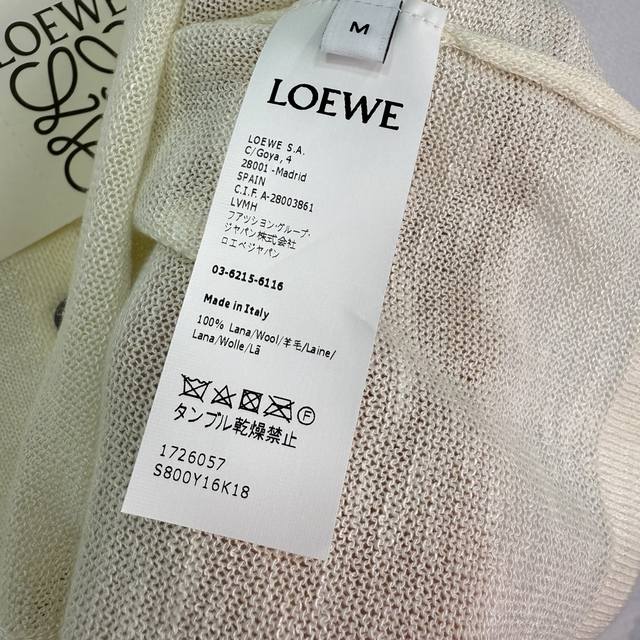 LOEWE
M
LOEWE
LOEWE S.A.
C/Goya, 4
28001 -Madrid
SPAIN
C.I.F. A-28003861
LVMH
ファツション・グループ・
ジャパン株式会社
ロエベジャパン
03-6215-6116
Made in Italy
100% Lana/Wool/羊毛/Laine/
Lana/Wolle/Lã
F
タンブル乾燥禁止
1726057
S800Y16K18